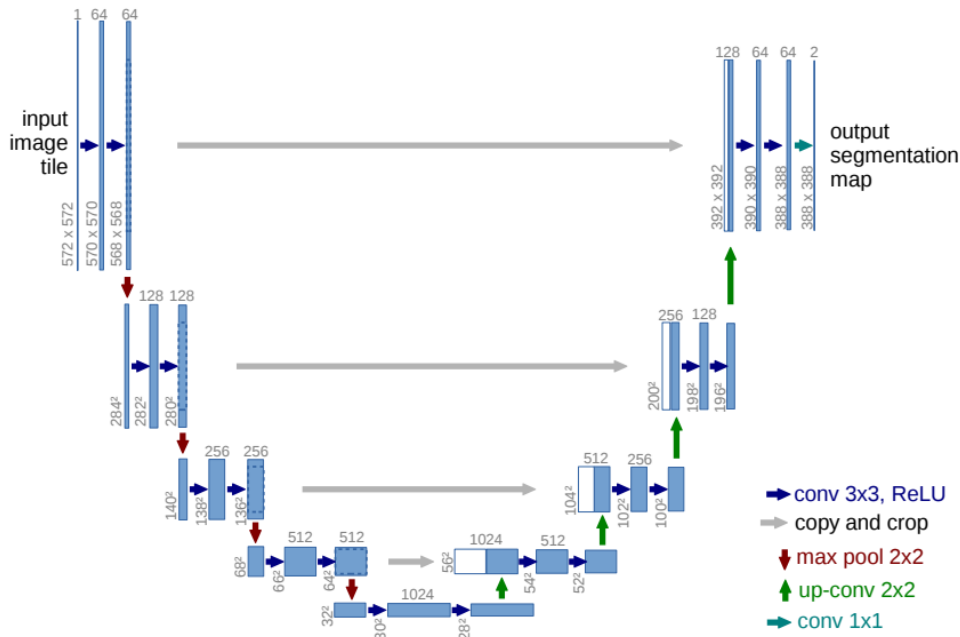 1 64 64
input
image
tile
572 x 572
570 x 570
568 x 568
128 64 64 2
output
segmentation
map
392 x 392
390 x 390
388 x 388
388 x 388
128 128
284²
282²
280²
256 128
200²
198²
196²
256 256
140²
138²
136²
512 256
104²
102²
100²
512 512
68²
66²
64²
1024 512
56²
54²
52²
1024
32²
30²
28²
conv 3x3, ReLU
copy and crop
max pool 2x2
up-conv 2x2
conv 1x1